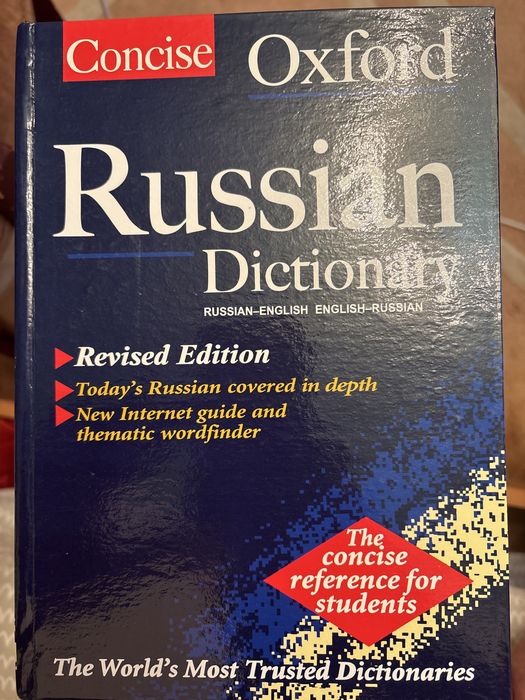 Concise
Oxford
Russian
Dictionary
RUSSIAN–ENGLISH ENGLISH–RUSSIAN
Revised Edition
Today's Russian covered in depth
New Internet guide and
thematic wordfinder
The
concise
reference for
students
The World's Most Trusted Dictionaries